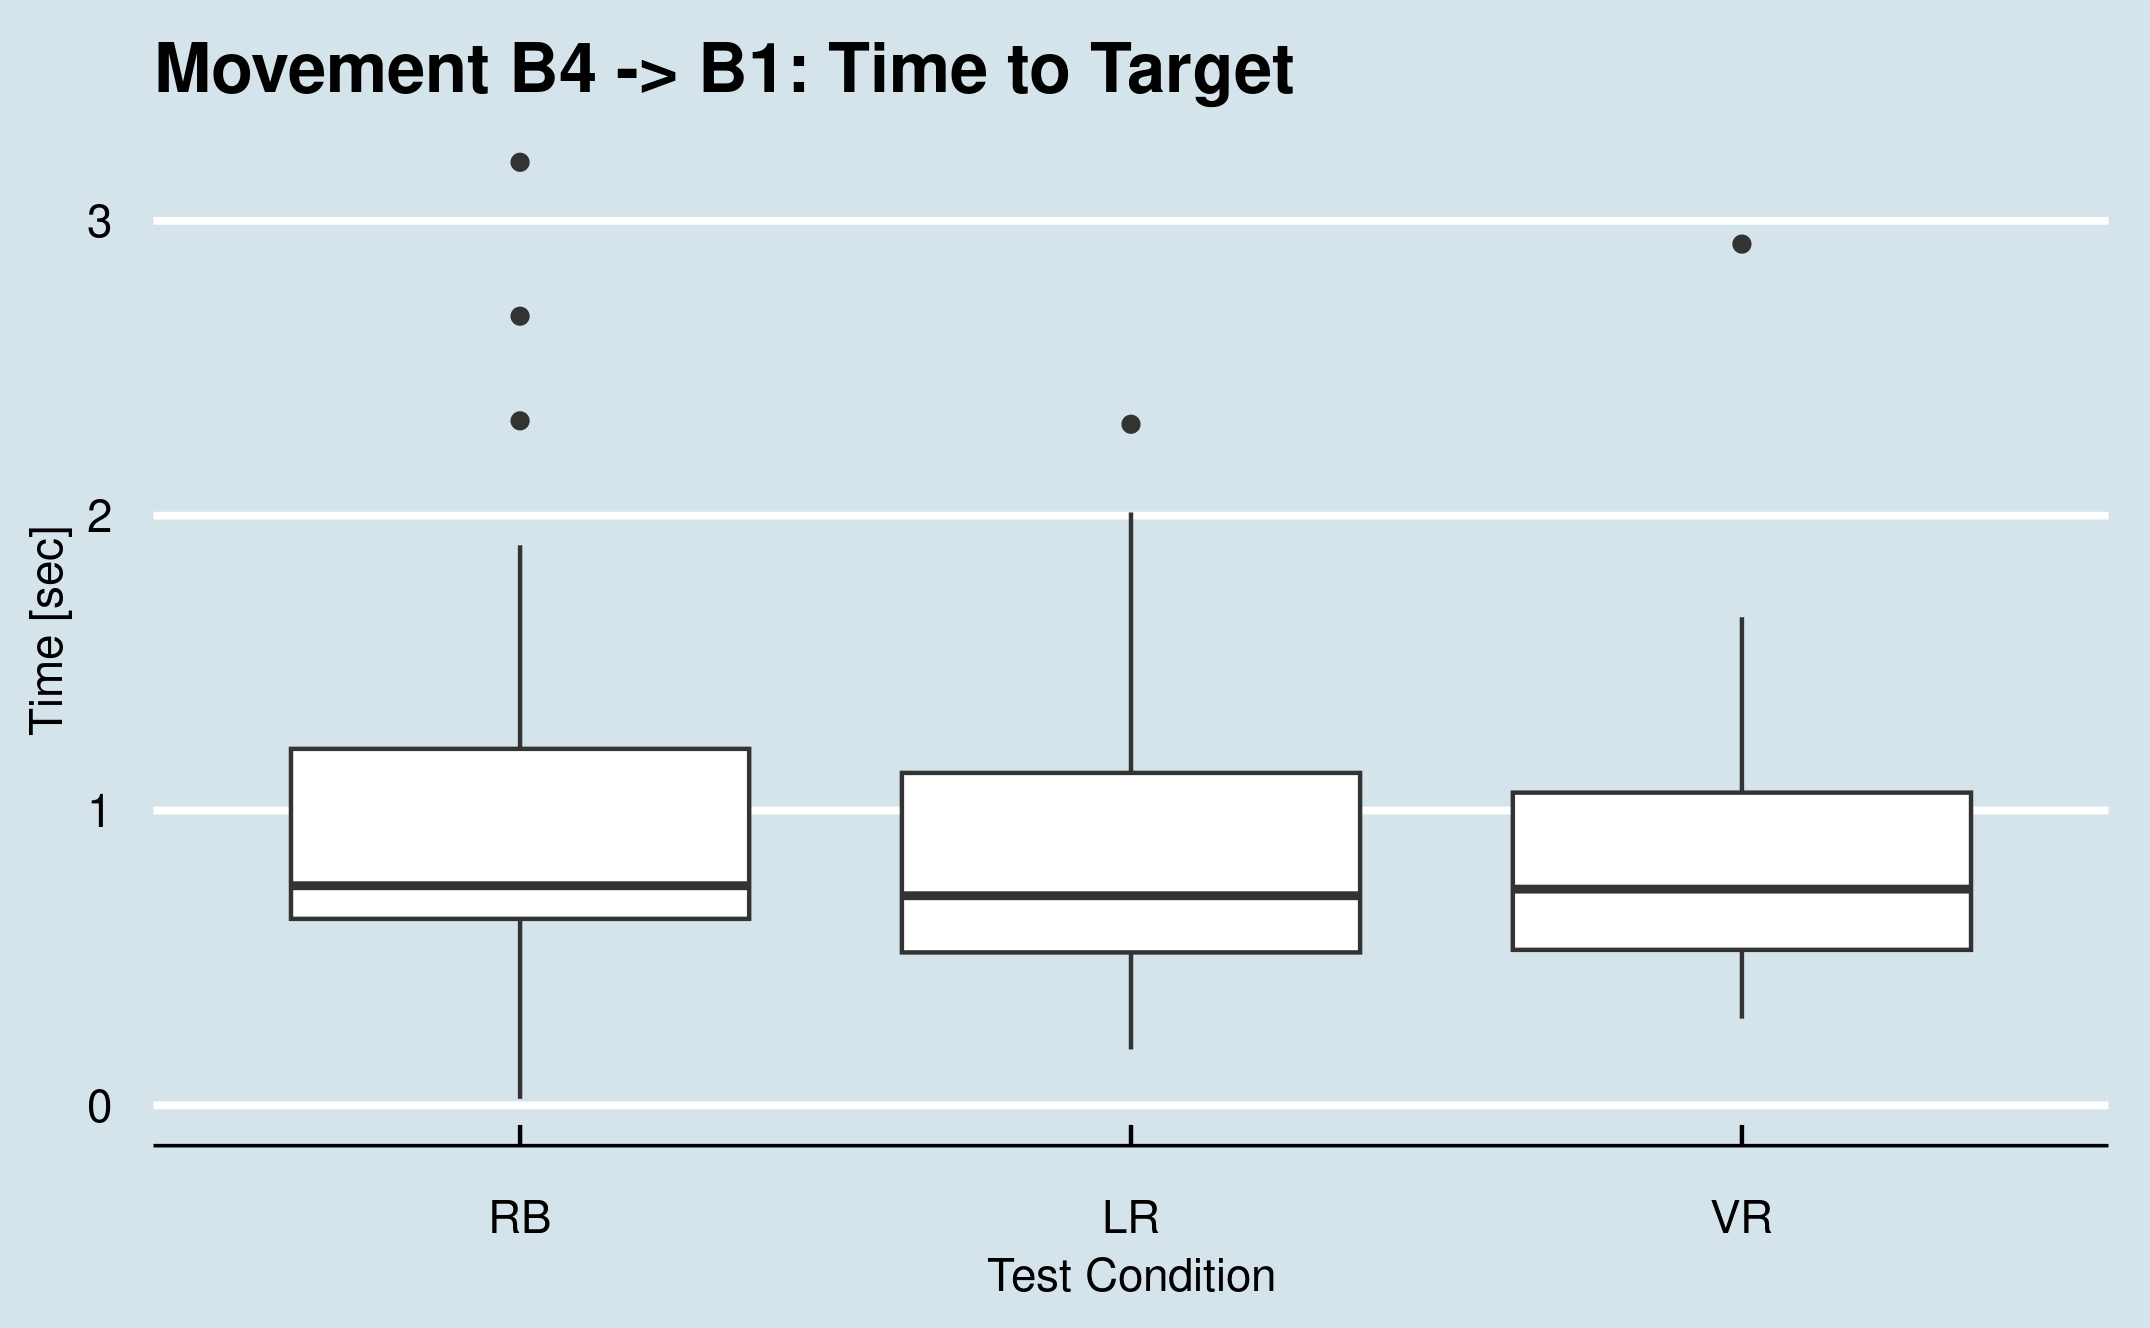 Movement B4 -> B1: Time to Target
Time [sec]
3
2
1
0
RB
LR
VR
Test Condition